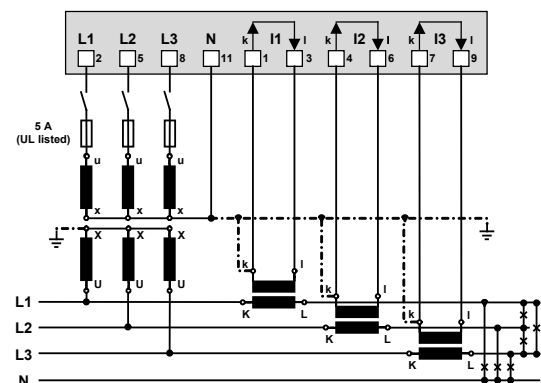 L1 L2 L3 N k I1 l k I2 l k I3 l
2 5 8 11 1 3 4 6 7 9
5 A
(UL listed)
u u u
x x x
X X X
U U U
k l
K L
k l
K L
k l
K L
L1
L2
L3
N